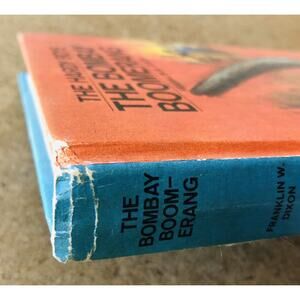 THE HARDY BOYS
THE BOMBAY
BOOMERANG
THE
BOMBAY
BOOM–
ERANG
FRANKLIN W.
DIXON